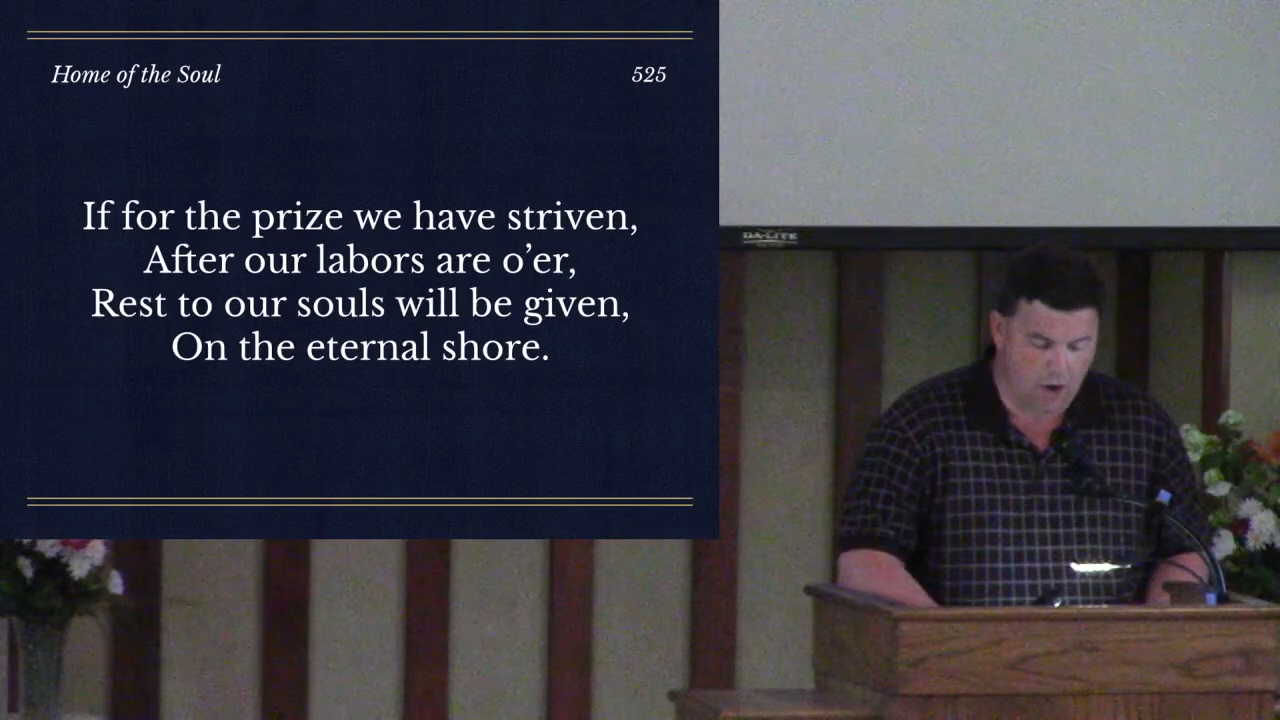 Home of the Soul
525
If for the prize we have striven,
After our labors are o’er,
Rest to our souls will be given,
On the eternal shore.
DA-LITE